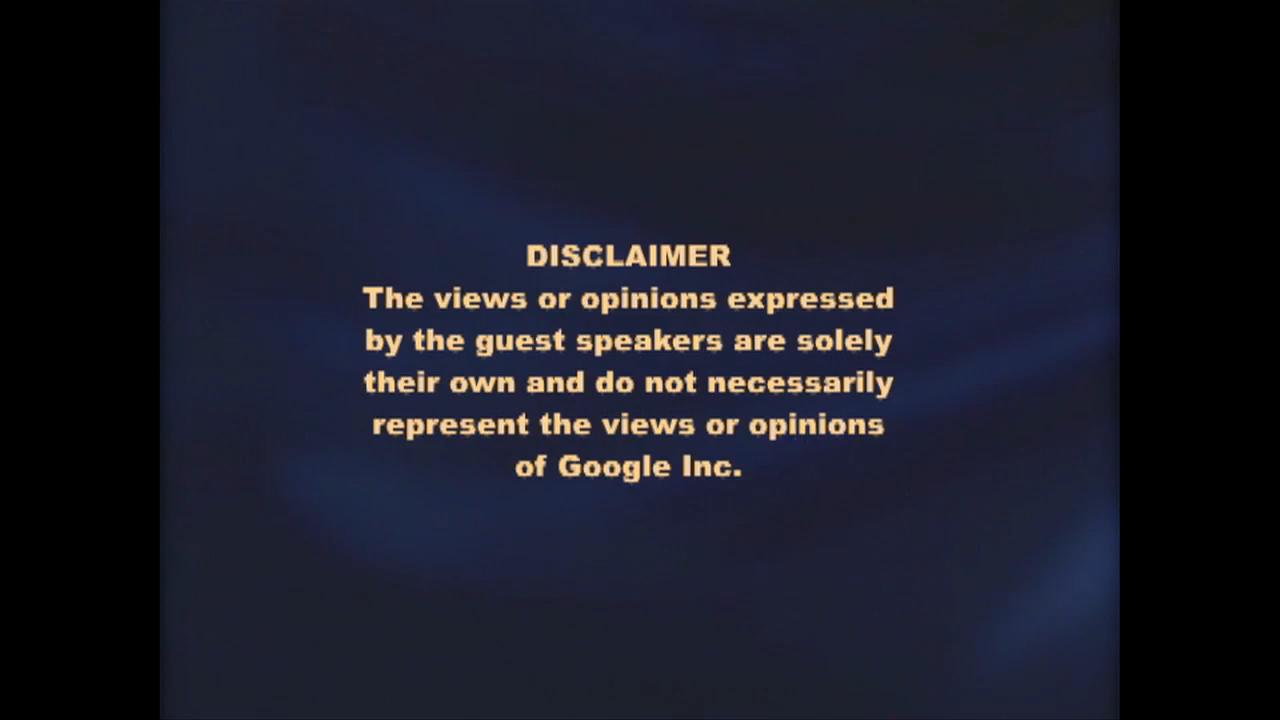 DISCLAIMER
The views or opinions expressed
by the guest speakers are solely
their own and do not necessarily
represent the views or opinions
of Google Inc.